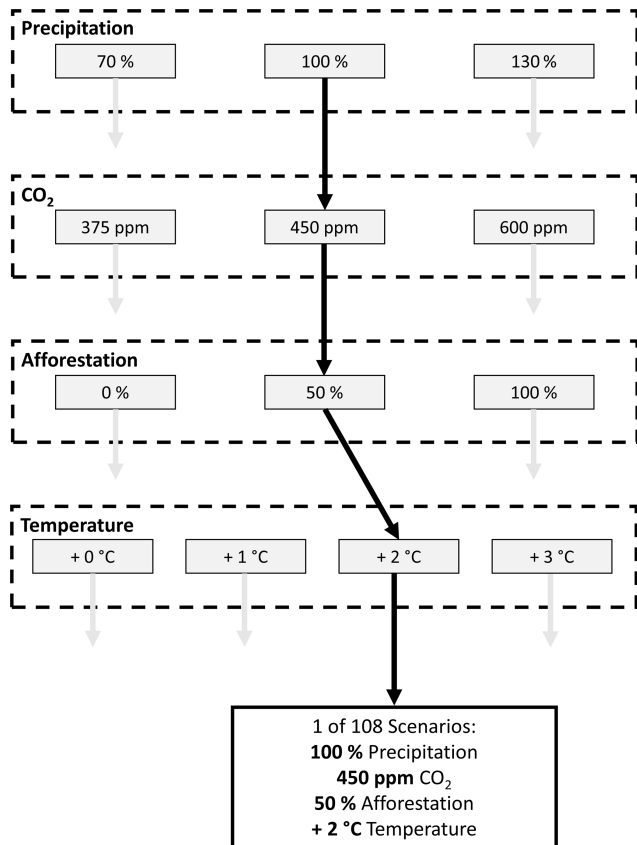 Precipitation
70 %
100 %
130 %
CO₂
375 ppm
450 ppm
600 ppm
Afforestation
0 %
50 %
100 %
Temperature
+ 0 °C
+ 1 °C
+ 2 °C
+ 3 °C
1 of 108 Scenarios:
100 % Precipitation
450 ppm CO₂
50 % Afforestation
+ 2 °C Temperature